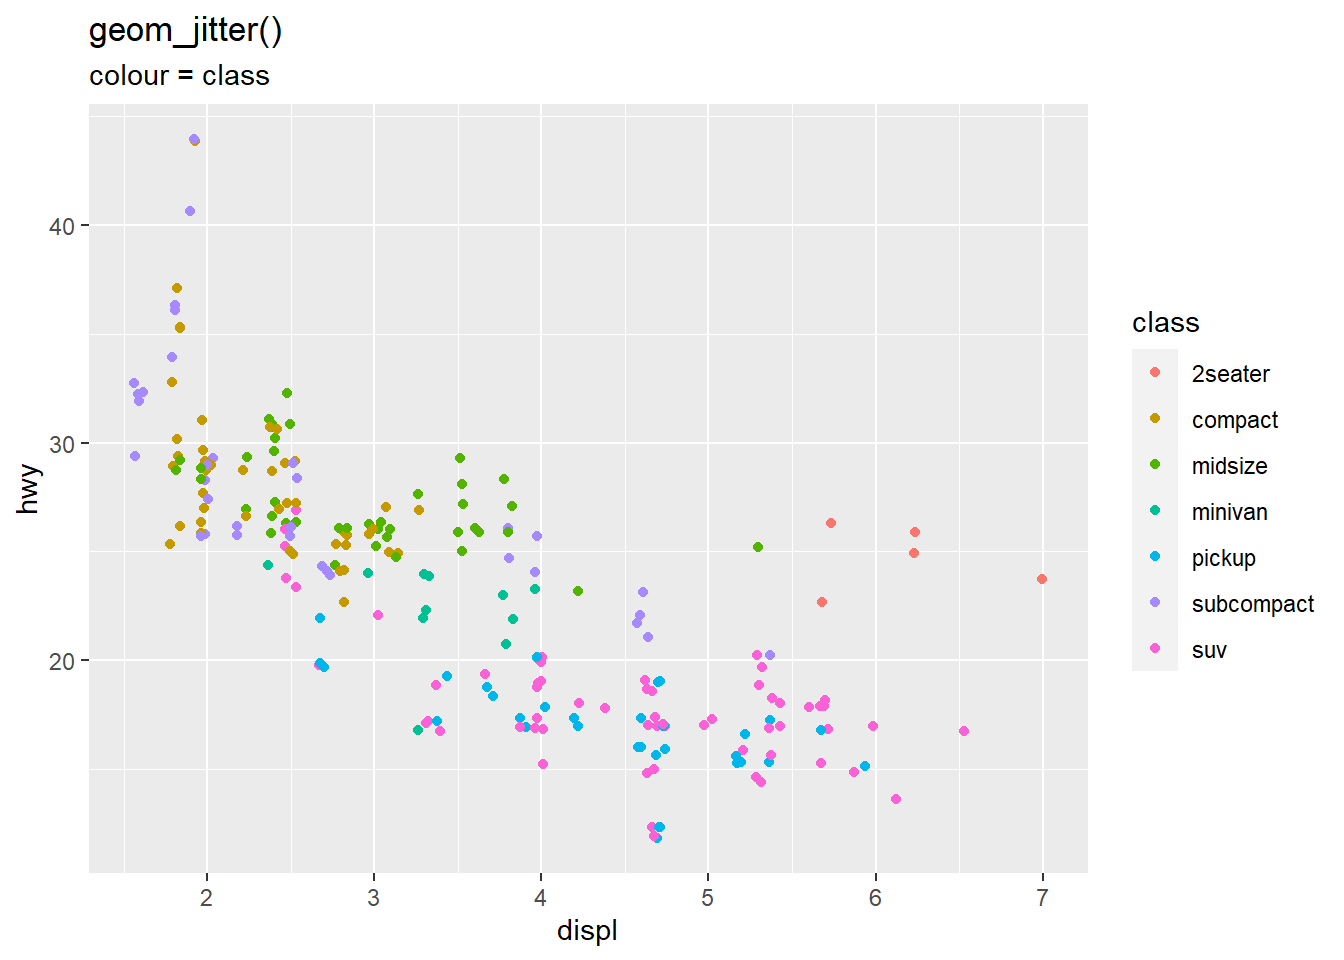 geom_jitter()
colour = class
hwy
40
30
20
2 3 4 5 6 7
displ
class
2seater
compact
midsize
minivan
pickup
subcompact
suv